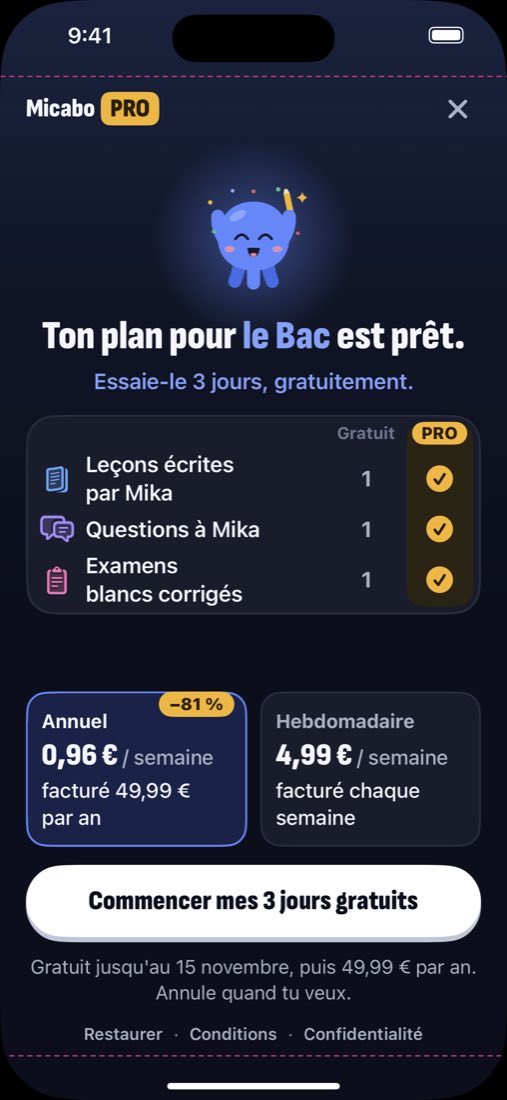 9:41
Micabo PRO
Ton plan pour le Bac est prêt.
Essaie-le 3 jours, gratuitement.
Gratuit PRO
Leçons écrites
par Mika
1
Questions à Mika 1
Examens
blancs corrigés
1
−81 %
Annuel
0,96 € / semaine
facturé 49,99 €
par an
Hebdomadaire
4,99 € / semaine
facturé chaque
semaine
Commencer mes 3 jours gratuits
Gratuit jusqu'au 15 novembre, puis 49,99 € par an.
Annule quand tu veux.
Restaurer · Conditions · Confidentialité